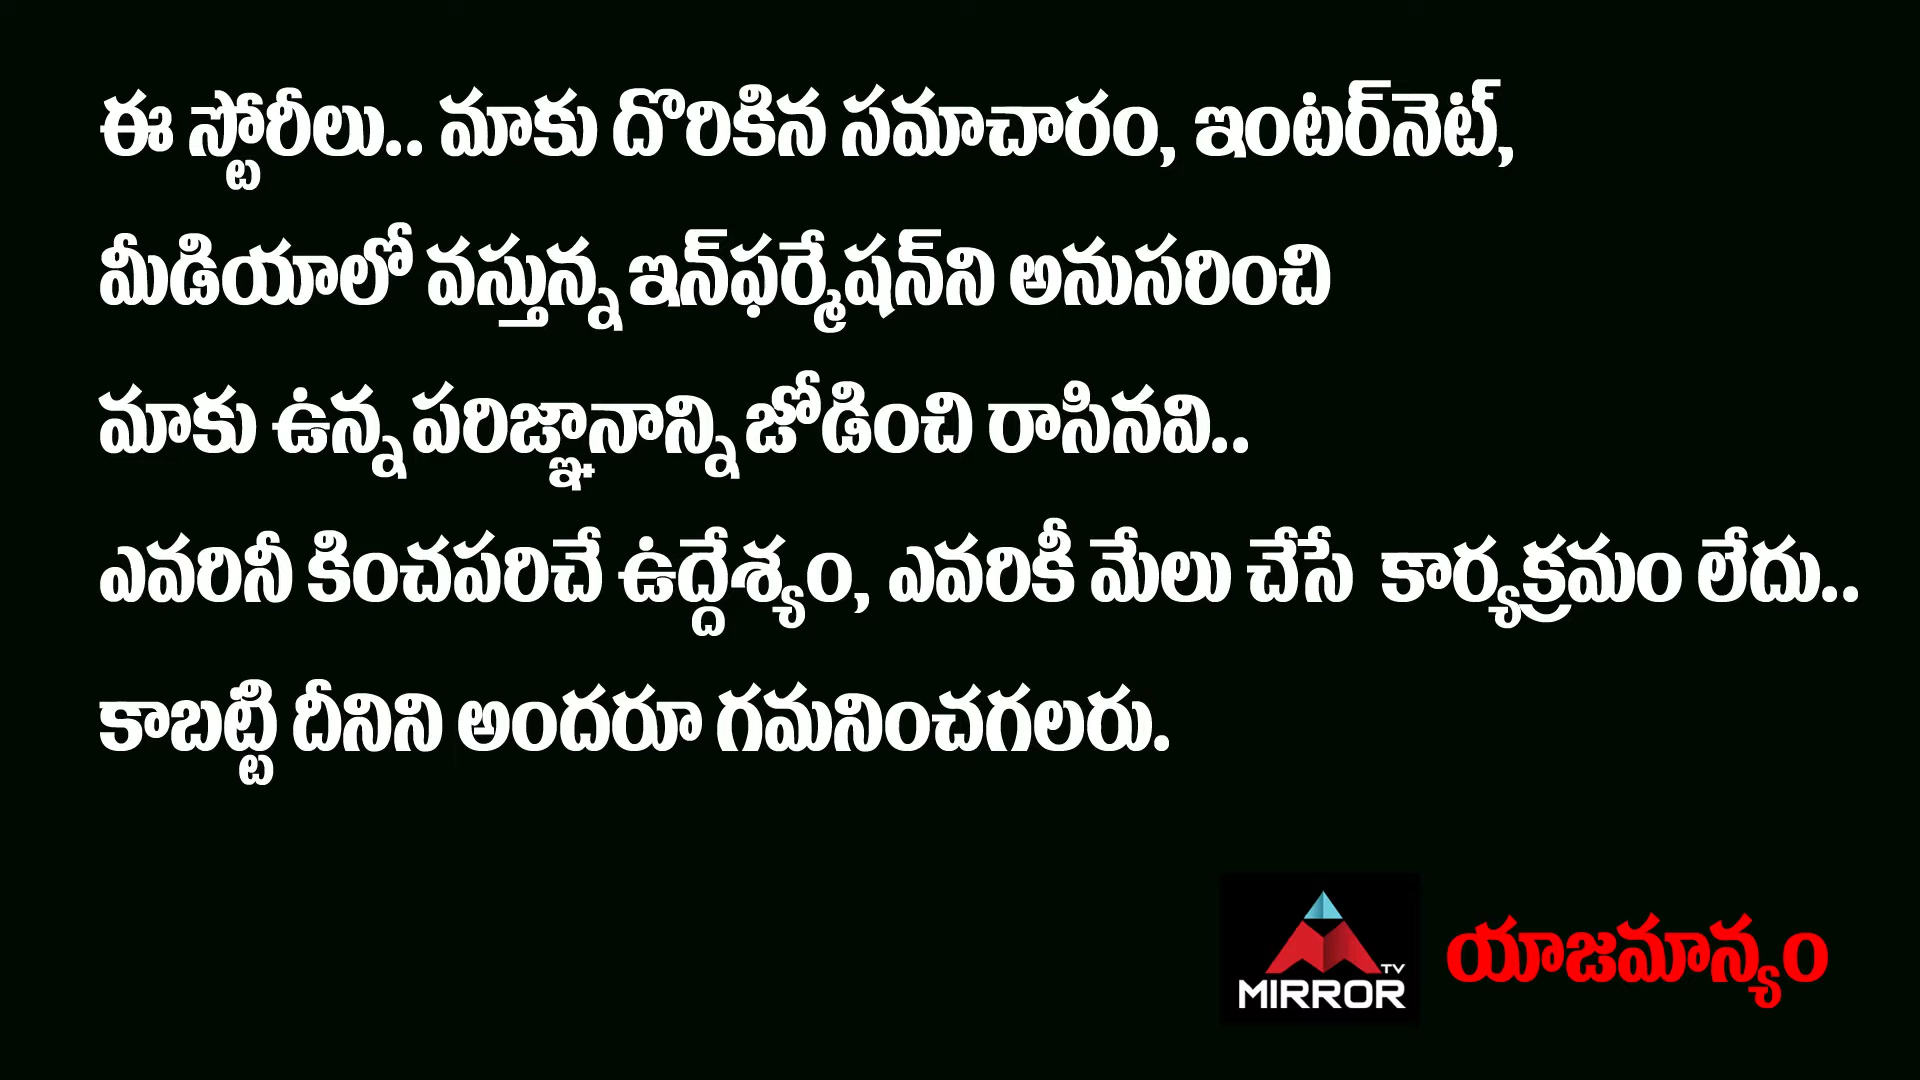 ఈ స్టోరీలు.. మాకు దొరికిన సమాచారం, ఇంటర్‌నెట్,
మీడియాలో వస్తున్న ఇన్‌ఫర్మేషన్‌ని అనుసరించి
మాకు ఉన్న పరిజ్ఞానాన్ని జోడించి రాసినవి..
ఎవరినీ కించపరిచే ఉద్దేశ్యం, ఎవరికీ మేలు చేసే కార్యక్రమం లేదు..
కాబట్టి దీనిని అందరూ గమనించగలరు.
TV
MIRROR
యాజమాన్యం